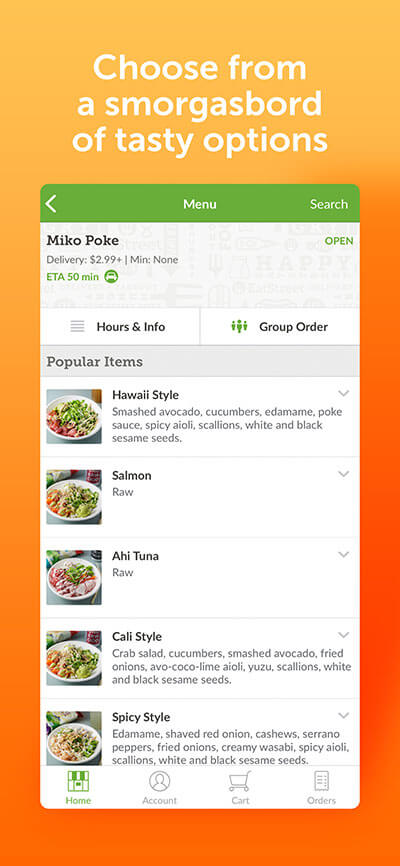 Choose from
a smorgasbord
of tasty options
Menu
Search
Miko Poke
OPEN
Delivery: $2.99+ | Min: None
ETA 50 min
EatStreet
HAPPY
Hours & Info
Group Order
Popular Items
Hawaii Style
Smashed avocado, cucumbers, edamame, poke
sauce, spicy aioli, scallions, white and black
sesame seeds.
Salmon
Raw
Ahi Tuna
Raw
Cali Style
Crab salad, cucumbers, smashed avocado, fried
onions, avo-coco-lime aioli, yuzu, scallions, white
and black sesame seeds.
Spicy Style
Edamame, shaved red onion, cashews, serrano
peppers, fried onions, creamy wasabi, spicy aioli,
scallions, white and black sesame seeds.
Home
Account
Cart
Orders